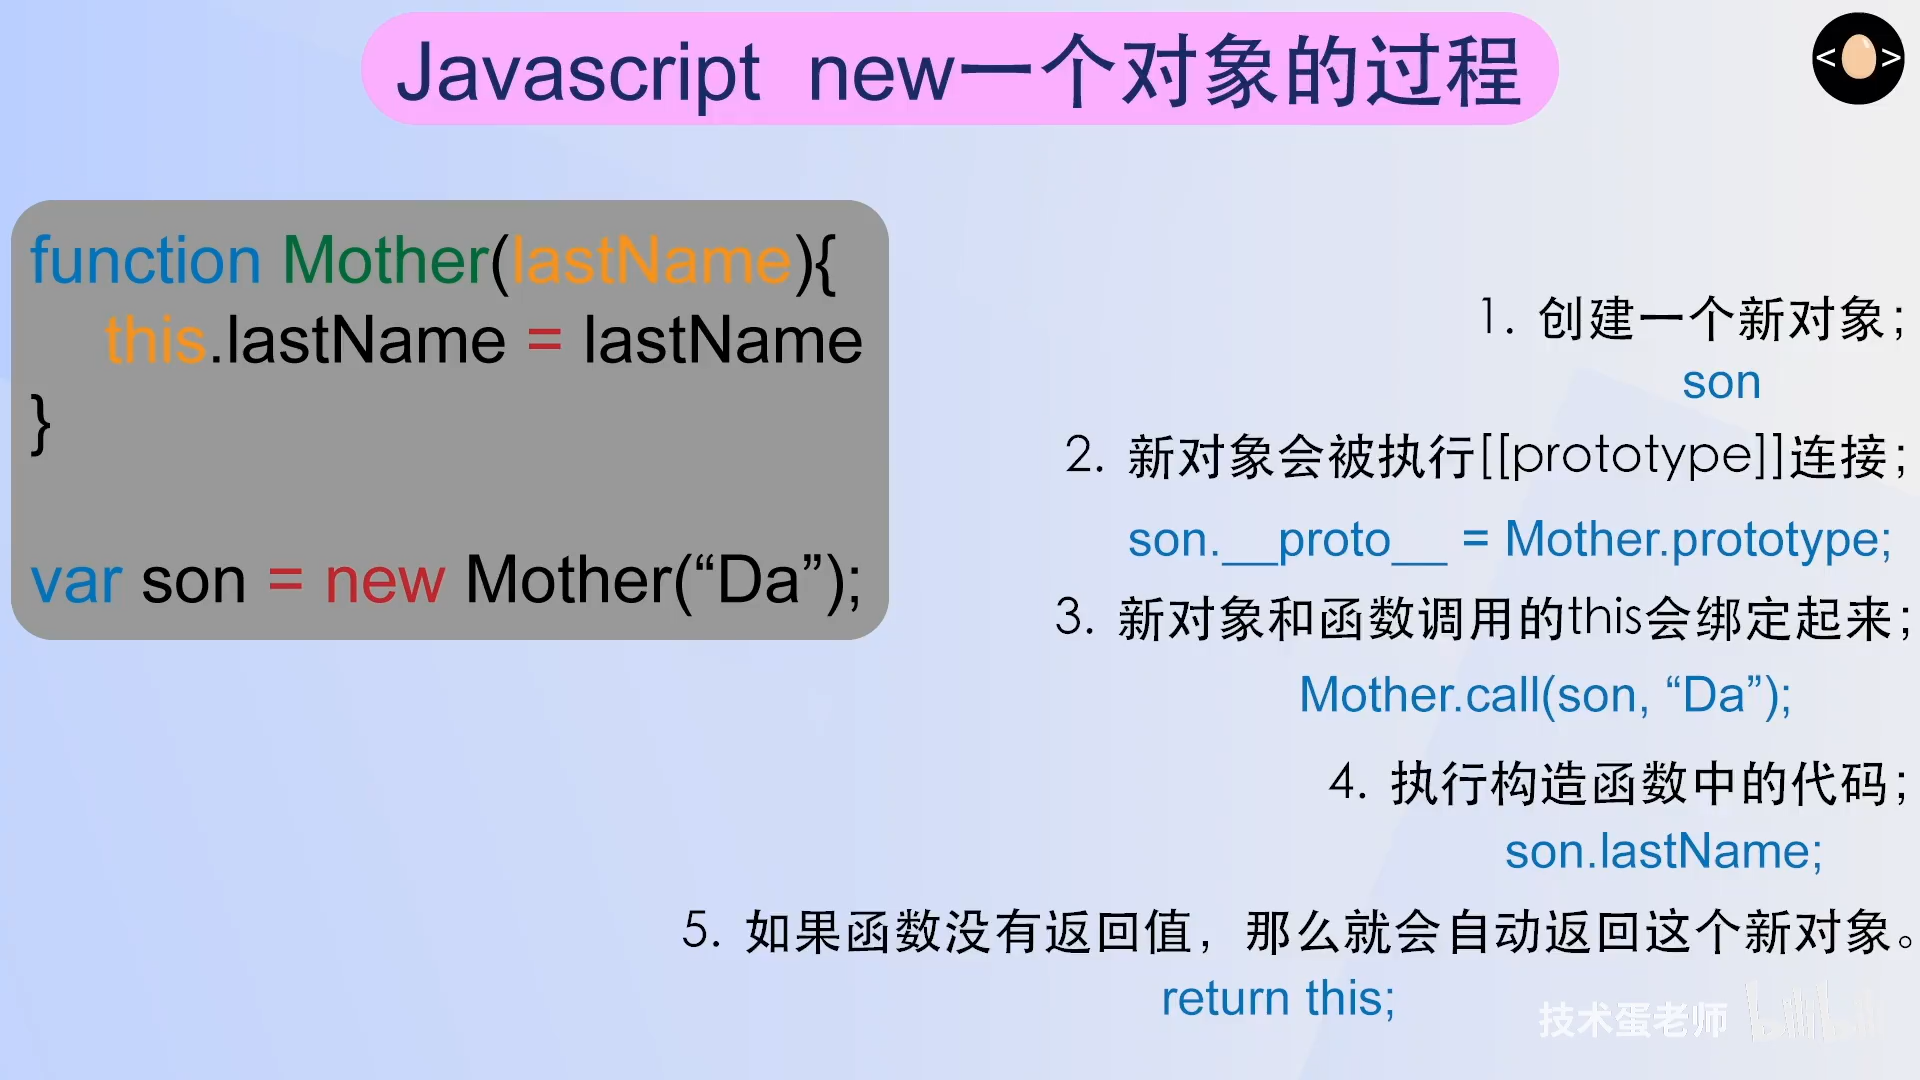 Javascript new一个对象的过程
< >
function Mother(lastName){
this.lastName = lastName
}
var son = new Mother(“Da”);
1. 创建一个新对象；
son
2. 新对象会被执行[[prototype]]连接；
son.__proto__ = Mother.prototype;
3. 新对象和函数调用的this会绑定起来；
Mother.call(son, “Da”);
4. 执行构造函数中的代码；
son.lastName;
5. 如果函数没有返回值，那么就会自动返回这个新对象。
return this;
技术蛋老师 bilibili